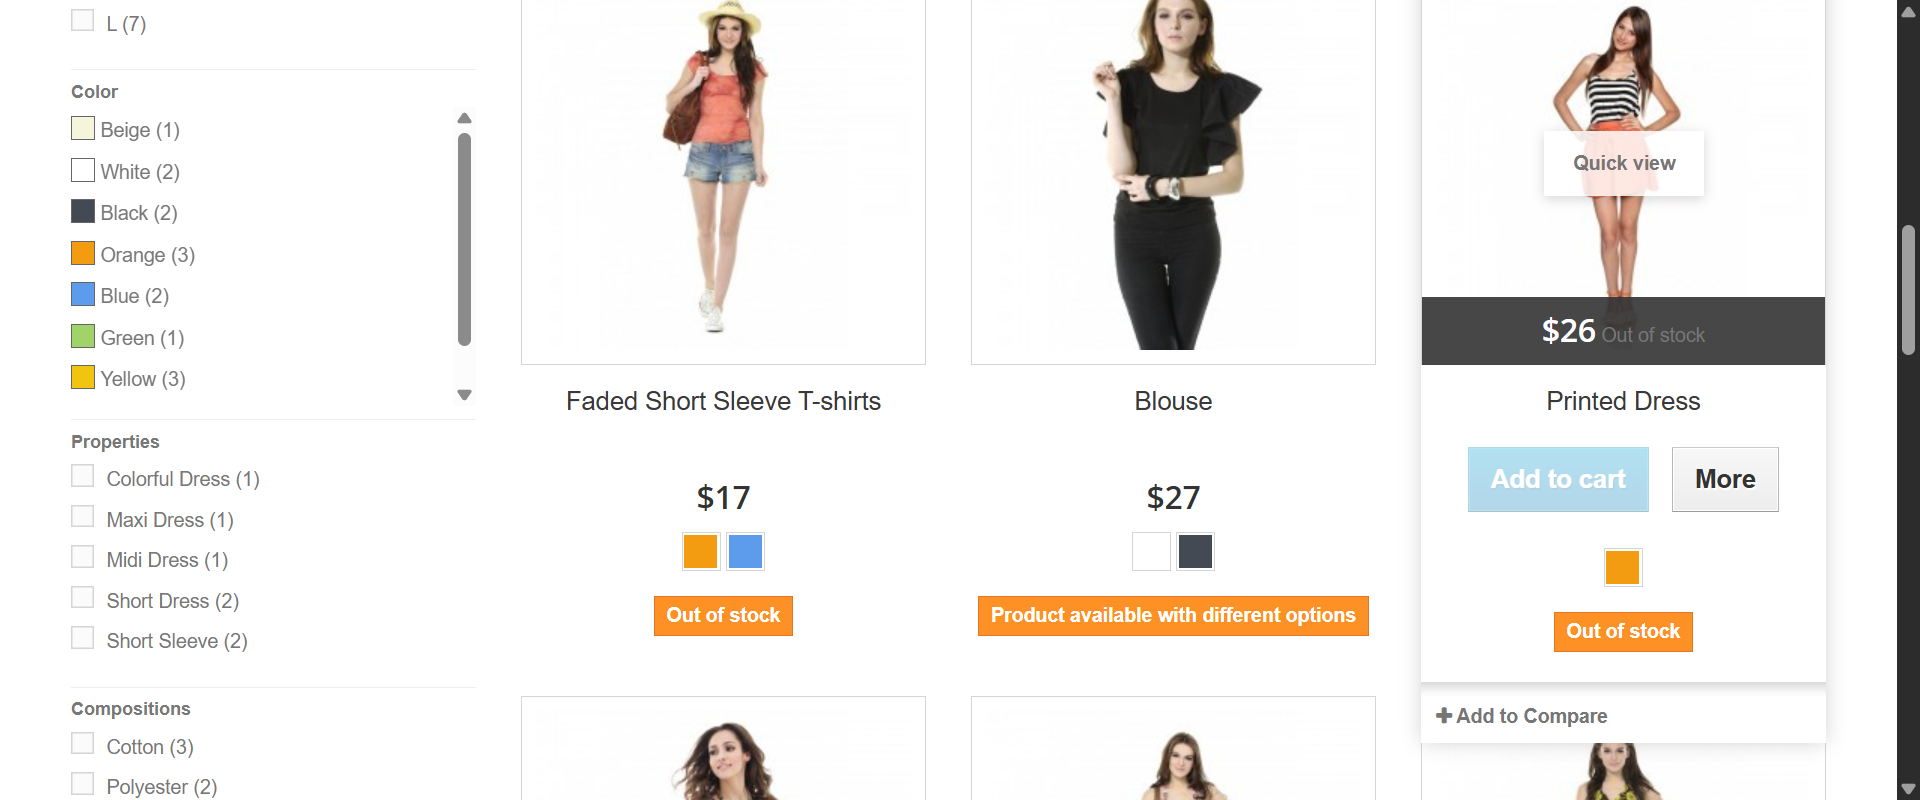 L (7)
Color
Beige (1)
White (2)
Black (2)
Orange (3)
Blue (2)
Green (1)
Yellow (3)
Properties
Colorful Dress (1)
Maxi Dress (1)
Midi Dress (1)
Short Dress (2)
Short Sleeve (2)
Compositions
Cotton (3)
Polyester (2)
Faded Short Sleeve T-shirts
$17
Out of stock
Blouse
$27
Product available with different options
Quick view
$26 Out of stock
Printed Dress
Add to cart More
Out of stock
Add to Compare